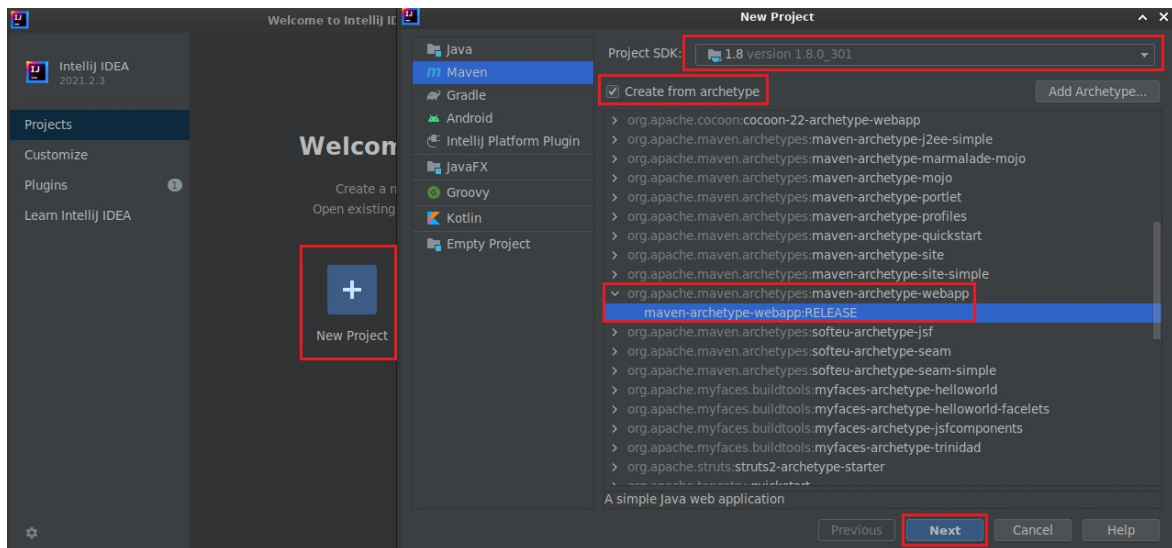 Welcome to IntelliJ
IntelliJ IDEA
2021.2.3
Projects
Customize
Plugins
1
Learn IntelliJ IDEA
Create a
Open existing
New Project
New Project
Java
Maven
Gradle
Android
IntelliJ Platform Plugin
JavaFX
Groovy
Kotlin
Empty Project
Project SDK: 1.8 version 1.8.0_301
Create from archetype Add Archetype...
org.apache.cocoon:cocoon-22-archetype-webapp
org.apache.maven.archetypes:maven-archetype-j2ee-simple
org.apache.maven.archetypes:maven-archetype-marmalade-mojo
org.apache.maven.archetypes:maven-archetype-mojo
org.apache.maven.archetypes:maven-archetype-portlet
org.apache.maven.archetypes:maven-archetype-profiles
org.apache.maven.archetypes:maven-archetype-quickstart
org.apache.maven.archetypes:maven-archetype-site
org.apache.maven.archetypes:maven-archetype-site-simple
org.apache.maven.archetypes:maven-archetype-webapp
maven-archetype-webapp:RELEASE
org.apache.maven.archetypes:softeu-archetype-jsf
org.apache.maven.archetypes:softeu-archetype-seam
org.apache.maven.archetypes:softeu-archetype-seam-simple
org.apache.myfaces.buildtools:myfaces-archetype-helloworld
org.apache.myfaces.buildtools:myfaces-archetype-helloworld-facelets
org.apache.myfaces.buildtools:myfaces-archetype-jsfcomponents
org.apache.myfaces.buildtools:myfaces-archetype-trinidad
org.apache.struts:struts2-archetype-starter
A simple Java web application
Previous Next Cancel Help